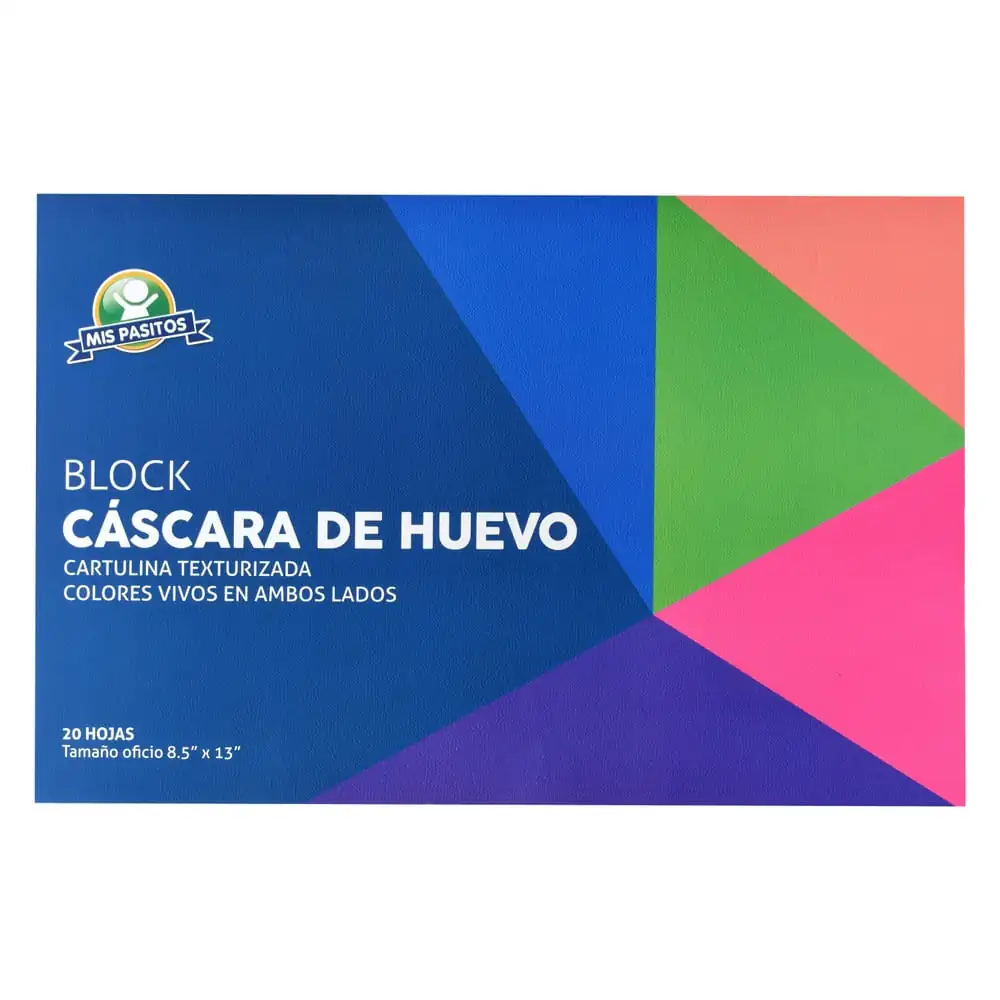 MIS PASITOS
BLOCK
CÁSCARA DE HUEVO
CARTULINA TEXTURIZADA
COLORES VIVOS EN AMBOS LADOS
20 HOJAS
Tamaño oficio 8.5” x 13”